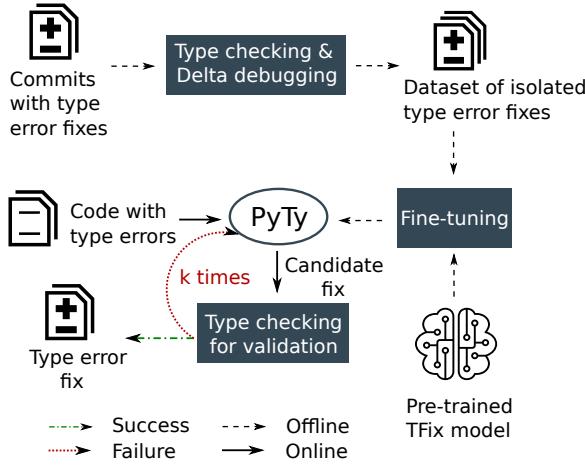 Commits
with type
error fixes
Type checking &
Delta debugging
Dataset of isolated
type error fixes
Code with
type errors
PyTy
Fine-tuning
k times
Candidate
fix
Type error
fix
Type checking
for validation
Pre-trained
TFix model
Success
Offline
Failure
Online